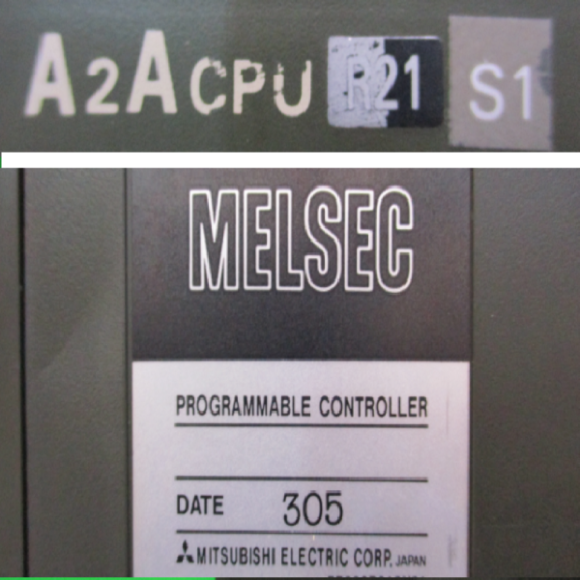 A2ACPU R21 S1
MELSEC
PROGRAMMABLE CONTROLLER
DATE 305
MITSUBISHI ELECTRIC CORP. JAPAN